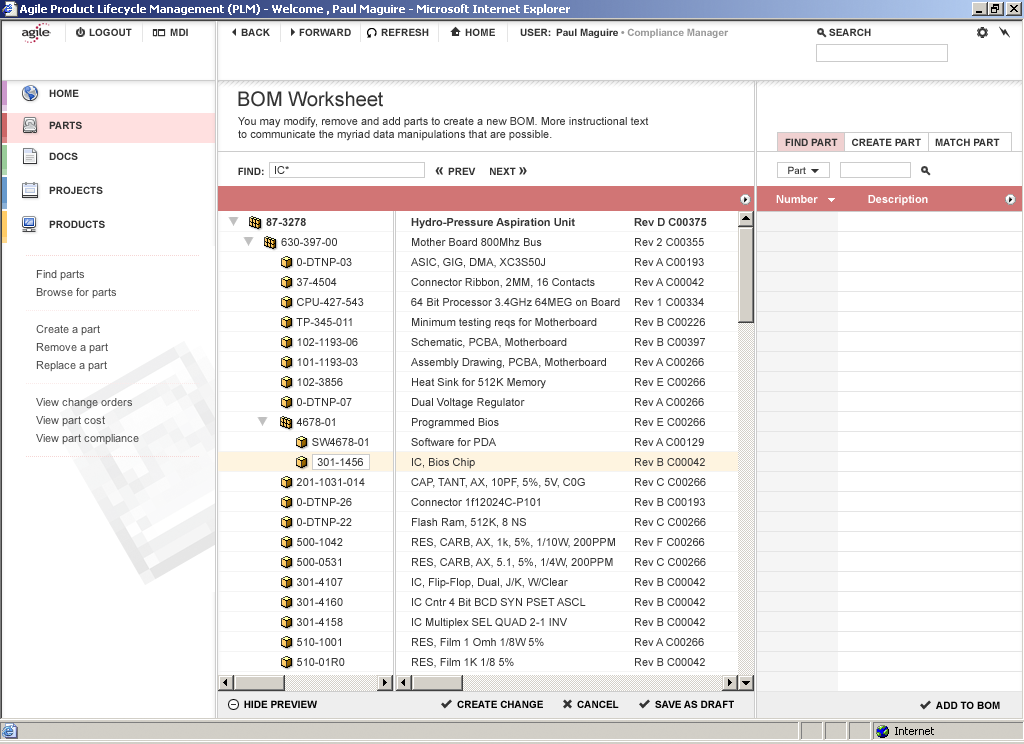 Agile Product Lifecycle Management (PLM) - Welcome , Paul Maguire - Microsoft Internet Explorer
agile
LOGOUT
MDI
BACK
FORWARD
REFRESH
HOME
USER: Paul Maguire • Compliance Manager
SEARCH
HOME
PARTS
DOCS
PROJECTS
PRODUCTS
Find parts
Browse for parts
Create a part
Remove a part
Replace a part
View change orders
View part cost
View part compliance
BOM Worksheet
You may modify, remove and add parts to create a new BOM. More instructional text
to communicate the myriad data manipulations that are possible.
FIND: IC* « PREV NEXT »
87-3278 Hydro-Pressure Aspiration Unit Rev D C00375
630-397-00 Mother Board 800Mhz Bus Rev 2 C00355
0-DTNP-03 ASIC, GIG, DMA, XC3S50J Rev A C00193
37-4504 Connector Ribbon, 2MM, 16 Contacts Rev A C00042
CPU-427-543 64 Bit Processor 3.4GHz 64MEG on Board Rev 1 C00334
TP-345-011 Minimum testing reqs for Motherboard Rev B C00226
102-1193-06 Schematic, PCBA, Motherboard Rev B C00397
101-1193-03 Assembly Drawing, PCBA, Motherboard Rev A C00266
102-3856 Heat Sink for 512K Memory Rev E C00266
0-DTNP-07 Dual Voltage Regulator Rev A C00266
4678-01 Programmed Bios Rev E C00266
SW4678-01 Software for PDA Rev A C00129
301-1456 IC, Bios Chip Rev B C00042
201-1031-014 CAP, TANT, AX, 10PF, 5%, 5V, C0G Rev C C00266
0-DTNP-26 Connector 1f12024C-P101 Rev B C00193
0-DTNP-22 Flash Ram, 512K, 8 NS Rev C C00266
500-1042 RES, CARB, AX, 1k, 5%, 1/10W, 200PPM Rev F C00266
500-0531 RES, CARB, AX, 5.1, 5%, 1/4W, 200PPM Rev C C00266
301-4107 IC, Flip-Flop, Dual, J/K, W/Clear Rev B C00042
301-4160 IC Cntr 4 Bit BCD SYN PSET ASCL Rev B C00042
301-4158 IC Multiplex SEL QUAD 2-1 INV Rev B C00042
510-1001 RES, Film 1 Omh 1/8W 5% Rev A C00266
510-01R0 RES, Film 1K 1/8 5% Rev B C00042
HIDE PREVIEW
CREATE CHANGE
CANCEL
SAVE AS DRAFT
FIND PART
CREATE PART
MATCH PART
Part
Number
Description
ADD TO BOM
Internet